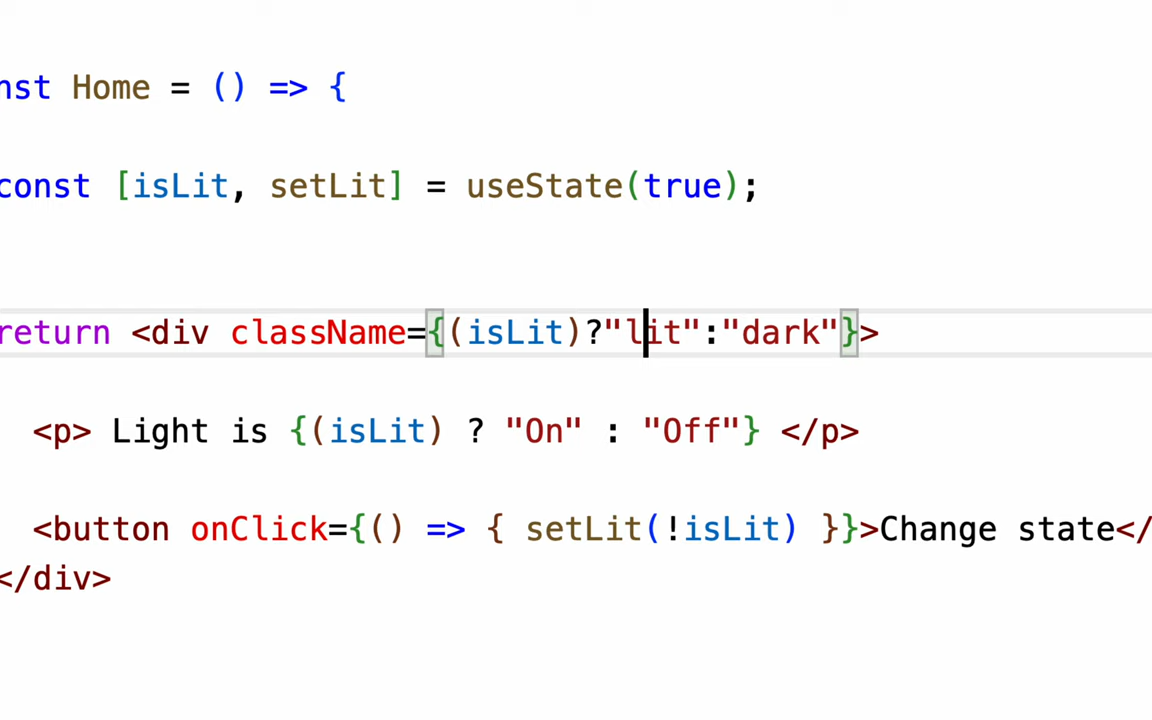 nst Home = () => {
const [isLit, setLit] = useState(true);
return <div className={(isLit)?"lit":"dark"}>
<p> Light is {(isLit) ? "On" : "Off"} </p>
<button onClick={() => { setLit(!isLit) }}>Change state</
</div>